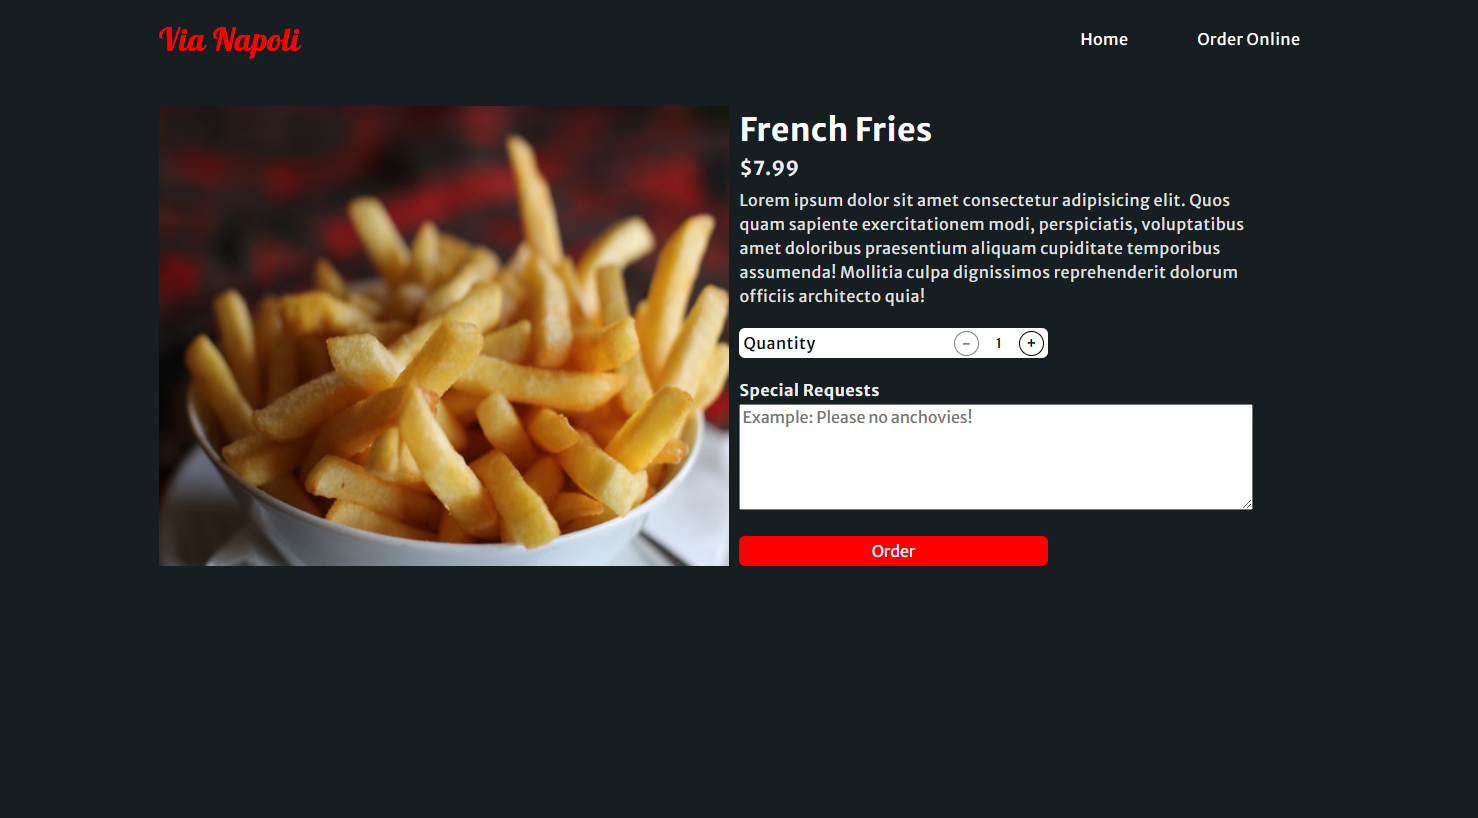 Via Napoli
Home
Order Online
French Fries
$7.99
Lorem ipsum dolor sit amet consectetur adipisicing elit. Quos
quam sapiente exercitationem modi, perspiciatis, voluptatibus
amet doloribus praesentium aliquam cupiditate temporibus
assumenda! Mollitia culpa dignissimos reprehenderit dolorum
officiis architecto quia!
Quantity − 1 +
Special Requests
Example: Please no anchovies!
Order